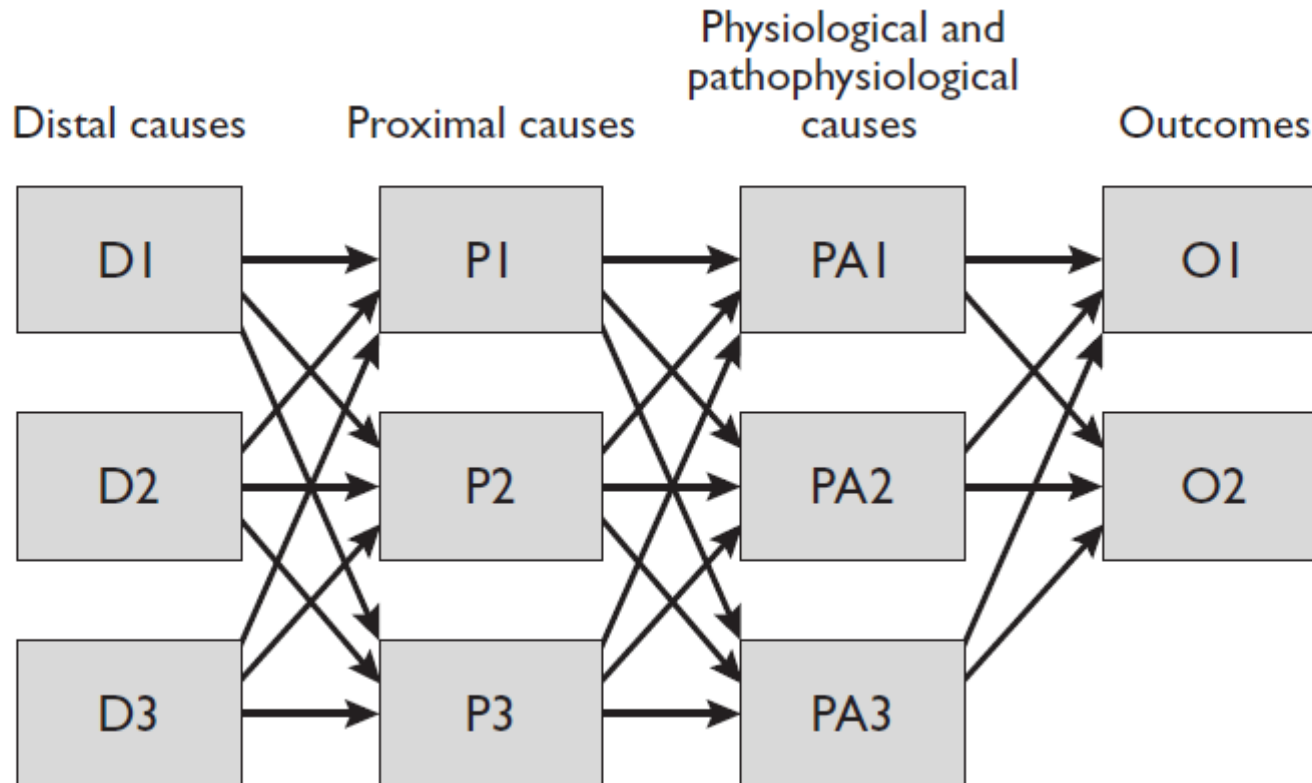 Physiological and
pathophysiological
Distal causes Proximal causes causes Outcomes
D1 P1 PA1 O1
D2 P2 PA2 O2
D3 P3 PA3